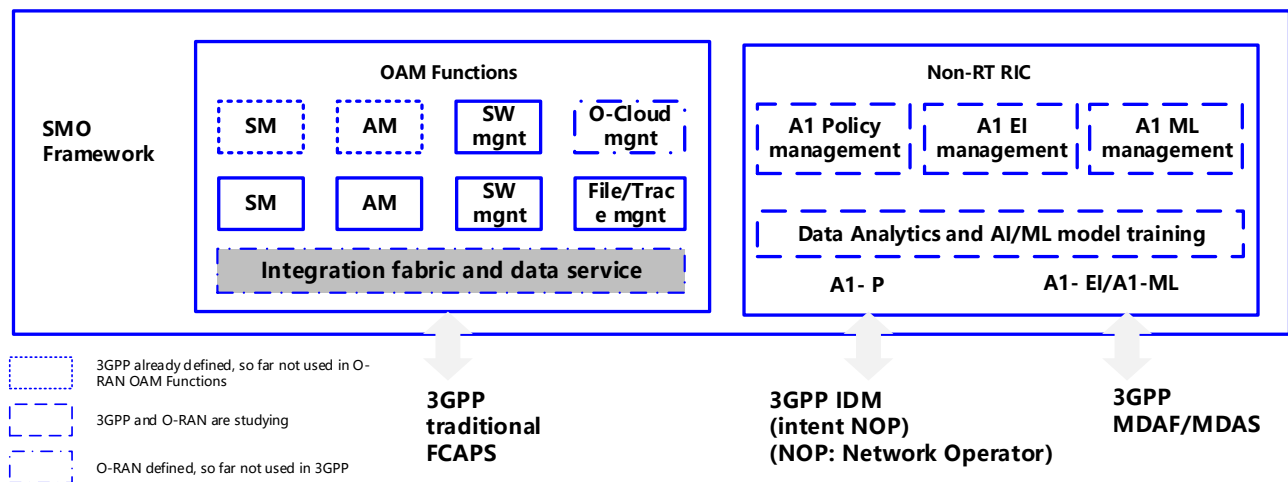 SMO
Framework
OAM Functions
SM
AM
SW
mgnt
O-Cloud
mgnt
SM
AM
SW
mgnt
File/Trac
e mgnt
Integration fabric and data service
Non-RT RIC
A1 Policy
management
A1 EI
management
A1 ML
management
Data Analytics and AI/ML model training
A1- P
A1- EI/A1-ML
3GPP already defined, so far not used in O-
RAN OAM Functions
3GPP and O-RAN are studying
O-RAN defined, so far not used in 3GPP
3GPP
traditional
FCAPS
3GPP IDM
(intent NOP)
(NOP: Network Operator)
3GPP
MDAF/MDAS